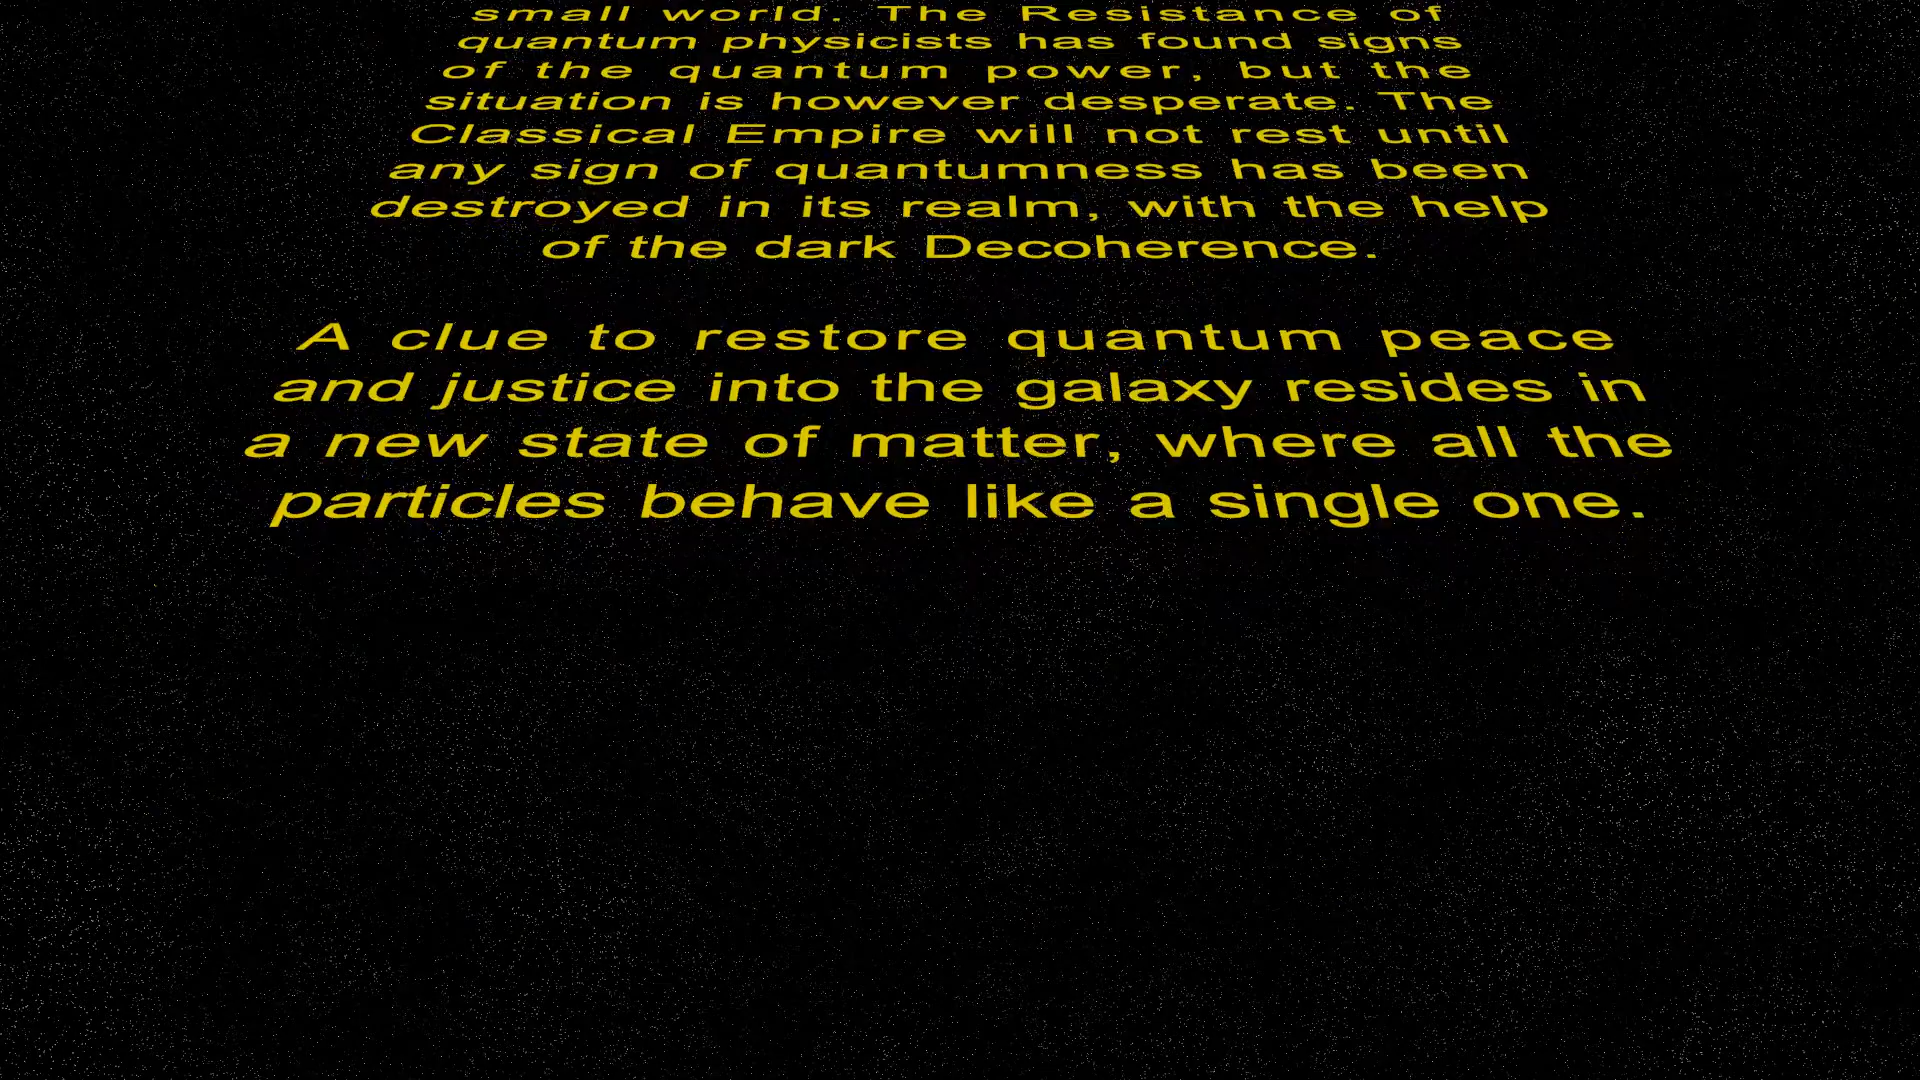 small world. The Resistance of
quantum physicists has found signs
of the quantum power, but the
situation is however desperate. The
Classical Empire will not rest until
any sign of quantumness has been
destroyed in its realm, with the help
of the dark Decoherence.
A clue to restore quantum peace
and justice into the galaxy resides in
a new state of matter, where all the
particles behave like a single one.